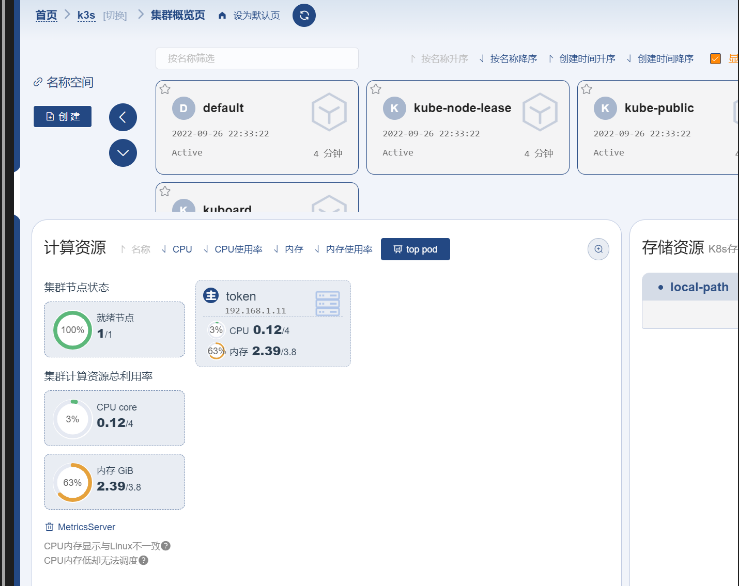 首页 > k3s [切换] > 集群概览页 设为默认页
按名称筛选
↑ 按名称升序 ↓ 按名称降序 ↑ 创建时间升序 ↓ 创建时间降序
名称空间
创 建
D default
2022-09-26 22:33:22
Active 4 分钟
K kube-node-lease
2022-09-26 22:33:22
Active 4 分钟
K kube-public
2022-09-26 22:33:22
Active
K kuboard
计算资源 ↑ 名称 ↓ CPU ↓ CPU使用率 ↓ 内存 ↓ 内存使用率 top pod
集群节点状态
100% 就绪节点
1/1
主 token
192.168.1.11
3% CPU 0.12/4
63% 内存 2.39/3.8
集群计算资源总利用率
3% CPU core
0.12/4
63% 内存 GiB
2.39/3.8
MetricsServer
CPU内存显示与Linux不一致?
CPU内存低却无法调度?
存储资源 K8s存
• local-path